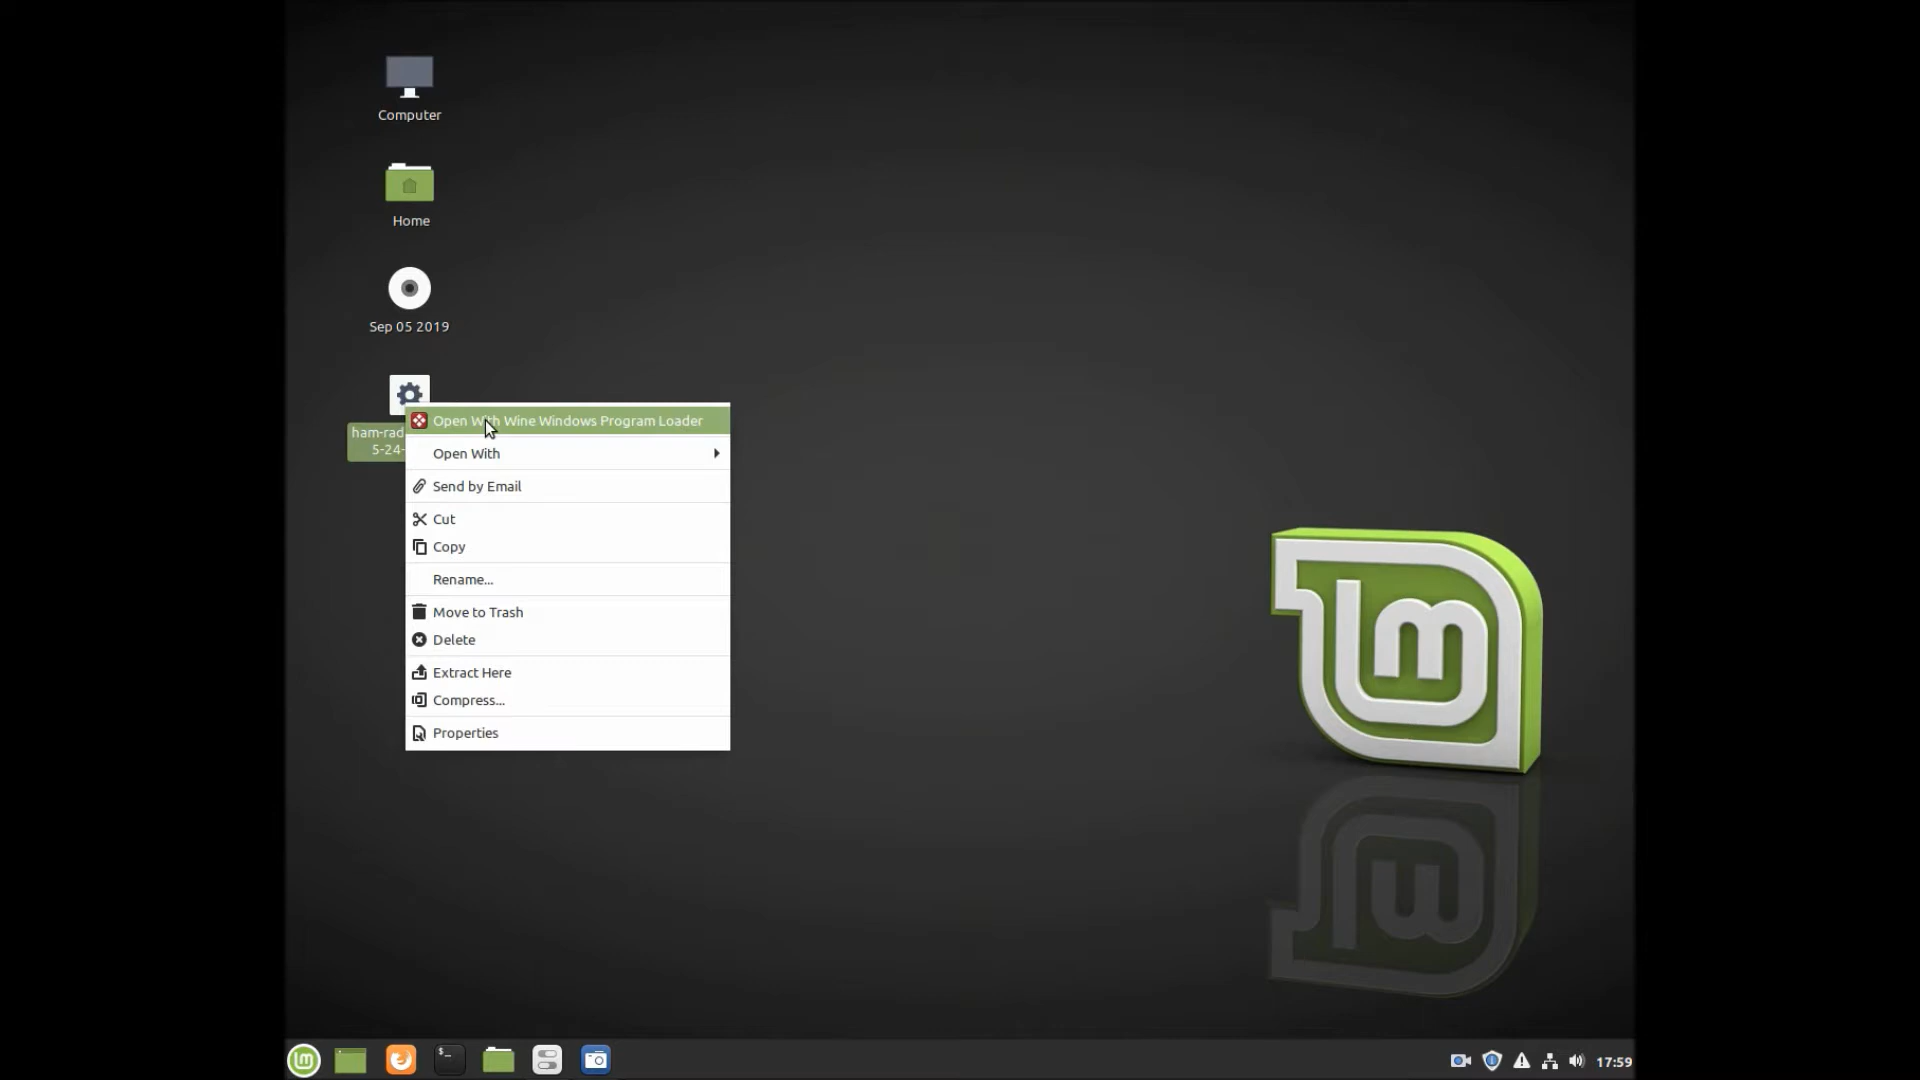 Computer
Home
Sep 05 2019
ham-rad
5-24-
Open With Wine Windows Program Loader
Open With
Send by Email
Cut
Copy
Rename...
Move to Trash
Delete
Extract Here
Compress...
Properties
lm
17:59